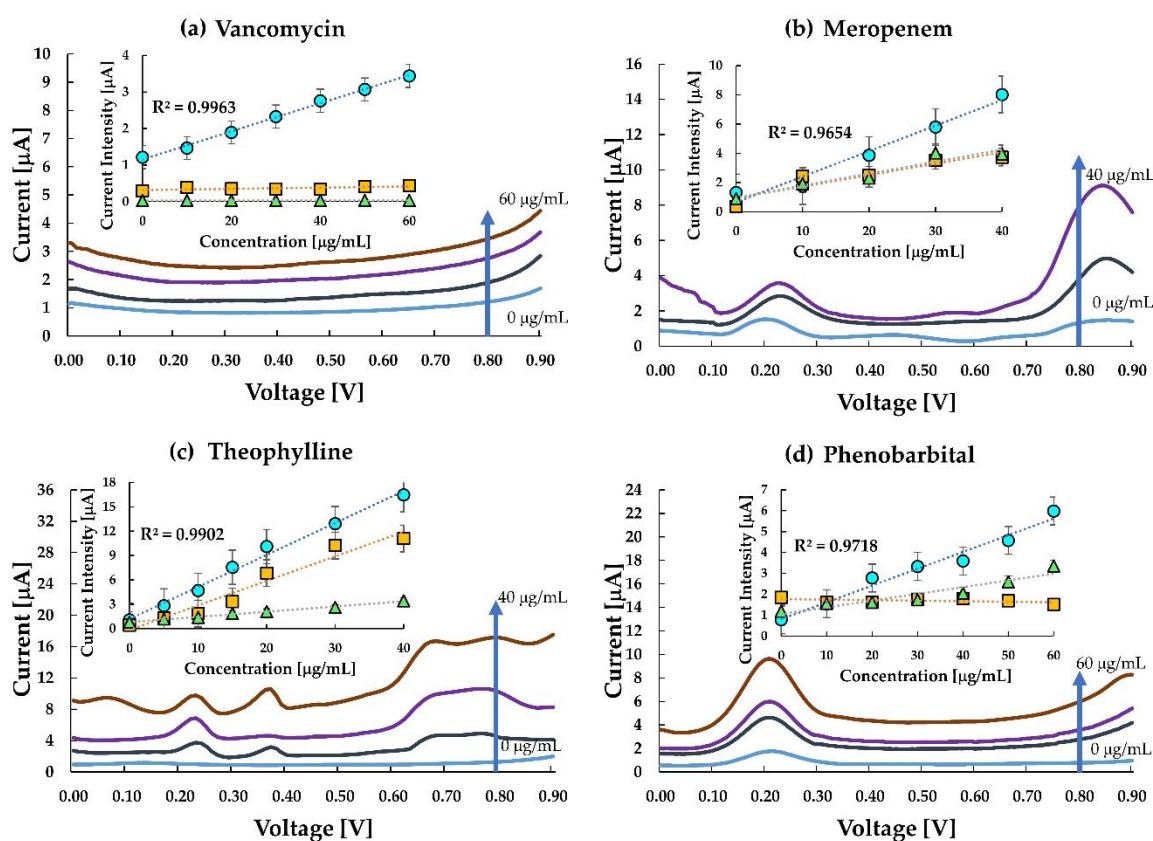 (a) Vancomycin
Current [µA]
10
9
8
7
6
5
4
3
2
1
0
0.00 0.10 0.20 0.30 0.40 0.50 0.60 0.70 0.80 0.90
Voltage [V]
60 µg/mL
0 µg/mL
Current Intensity [µA]
4
3
2
1
0
R² = 0.9963
0 20 40 60
Concentration [µg/mL]
(b) Meropenem
Current [µA]
16
14
12
10
8
6
4
2
0
0.00 0.10 0.20 0.30 0.40 0.50 0.60 0.70 0.80 0.90
Voltage [V]
40 µg/mL
0 µg/mL
Current Intensity [µA]
10
8
6
4
2
0
R² = 0.9654
0 10 20 30 40
Concentration [µg/mL]
(c) Theophylline
Current [µA]
36
32
28
24
20
16
12
8
4
0
0.00 0.10 0.20 0.30 0.40 0.50 0.60 0.70 0.80 0.90
Voltage [V]
40 µg/mL
0 µg/mL
Current Intensity [µA]
18
15
12
9
6
3
0
R² = 0.9902
0 10 20 30 40
Concentration [µg/mL]
(d) Phenobarbital
Current [µA]
24
22
20
18
16
14
12
10
8
6
4
2
0
0.00 0.10 0.20 0.30 0.40 0.50 0.60 0.70 0.80 0.90
Voltage [V]
60 µg/mL
0 µg/mL
Current Intensity [µA]
7
6
5
4
3
2
1
0
R² = 0.9718
0 10 20 30 40 50 60
Concentration [µg/mL]